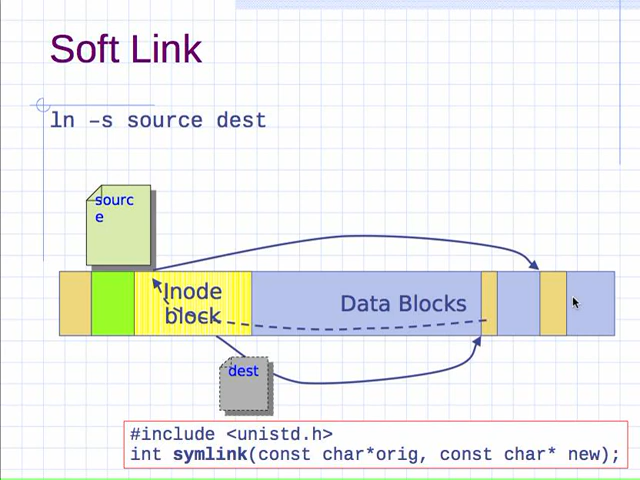 Soft Link
ln –s source dest
sourc
e
Inode
block
Data Blocks
dest
#include <unistd.h>
int symlink(const char*orig, const char* new);